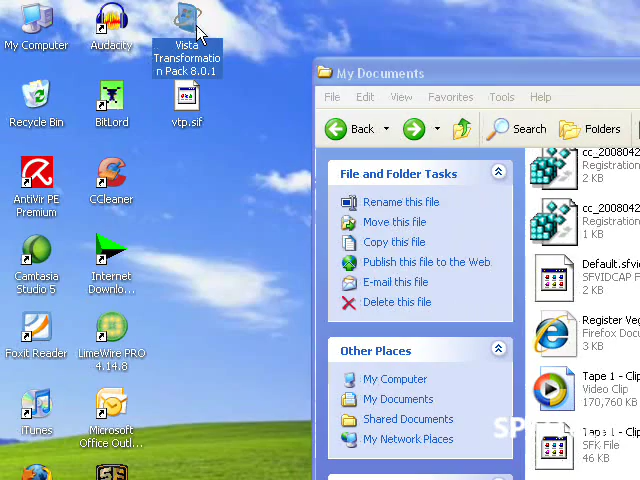 My Computer
Audacity
Vista
Transformatio
n Pack 8.0.1
Recycle Bin
BitLord
vtp.sif
AntiVir PE
Premium
CCleaner
Camtasia
Studio 5
Internet
Downlo...
Foxit Reader
LimeWire PRO
4.14.8
iTunes
Microsoft
Office Outl...
My Documents
File Edit View Favorites Tools Help
Back
Search
Folders
File and Folder Tasks
Rename this file
Move this file
Copy this file
Publish this file to the Web
E-mail this file
Delete this file
Other Places
My Computer
My Documents
Shared Documents
My Network Places
cc_2008042
Registration
2 KB
cc_2008042
Registration
1 KB
Default.sfvid
SFVIDCAP F
2 KB
Register Veg
Firefox Docu
3 KB
Tape 1 - Clip
Video Clip
170,760 KB
Tape 1 - Clip
SFK File
46 KB